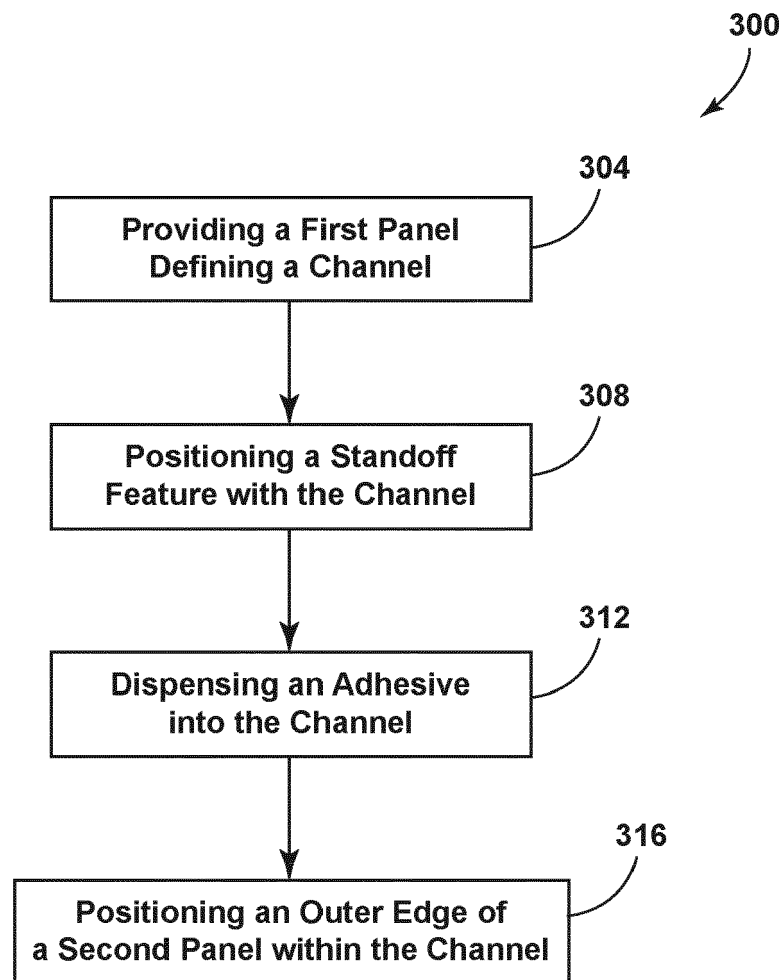 300
304
Providing a First Panel
Defining a Channel
308
Positioning a Standoff
Feature with the Channel
312
Dispensing an Adhesive
into the Channel
316
Positioning an Outer Edge of
a Second Panel within the Channel